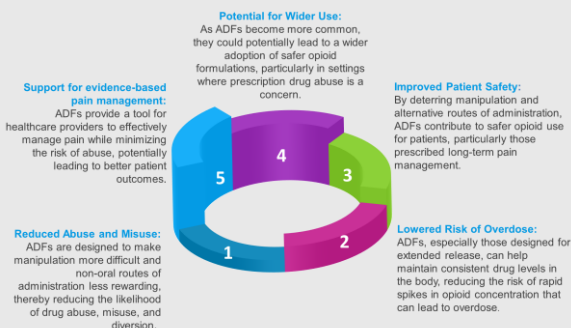 Potential for Wider Use:
As ADFs become more common,
they could potentially lead to a wider
adoption of safer opioid
formulations, particularly in settings
where prescription drug abuse is a
concern.
Support for evidence-based
pain management:
ADFs provide a tool for
healthcare providers to effectively
manage pain while minimizing
the risk of abuse, potentially
leading to better patient
outcomes.
Improved Patient Safety:
By deterring manipulation and
alternative routes of administration,
ADFs contribute to safer opioid use
for patients, particularly those
prescribed long-term pain
management.
4
5
3
1
2
Reduced Abuse and Misuse:
ADFs are designed to make
manipulation more difficult and
non-oral routes of
administration less rewarding,
thereby reducing the likelihood
of drug abuse, misuse, and
diversion.
Lowered Risk of Overdose:
ADFs, especially those designed for
extended release, can help
maintain consistent drug levels in
the body, reducing the risk of rapid
spikes in opioid concentration that
can lead to overdose.